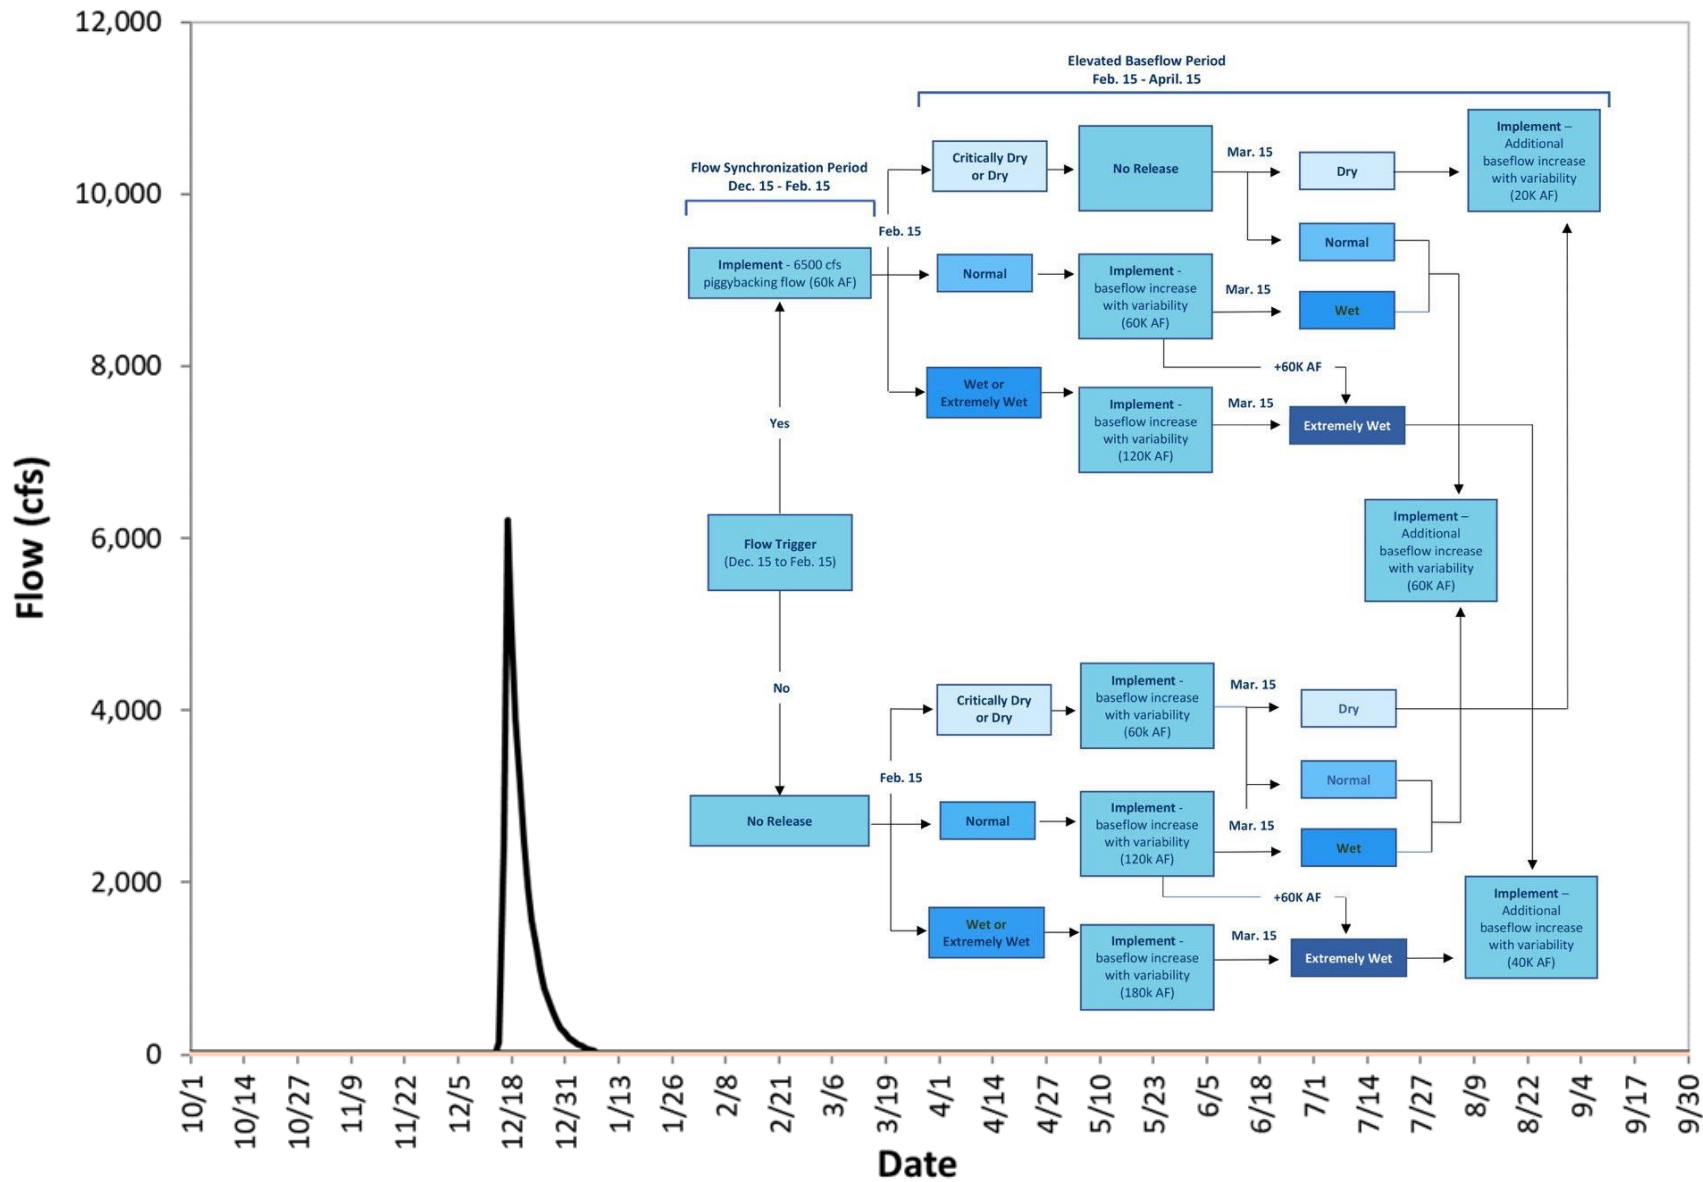 12,000
10,000
8,000
6,000
4,000
2,000
0
Flow (cfs)
Elevated Baseflow Period
Feb. 15 - April. 15
Flow Synchronization Period
Dec. 15 - Feb. 15
Implement - 6500 cfs
piggybacking flow (60k AF)
Feb. 15
Critically Dry
or Dry
No Release
Mar. 15
Dry
Implement –
Additional
baseflow increase
with variability
(20K AF)
Normal
Normal
Implement -
baseflow increase
with variability
(60K AF)
Mar. 15
Wet
+60K AF
Wet or
Extremely Wet
Implement -
baseflow increase
with variability
(120K AF)
Mar. 15
Extremely Wet
Yes
Flow Trigger
(Dec. 15 to Feb. 15)
Implement –
Additional
baseflow increase
with variability
(60K AF)
No
No Release
Feb. 15
Critically Dry
or Dry
Implement -
baseflow increase
with variability
(60k AF)
Mar. 15
Dry
Normal
Normal
Implement -
baseflow increase
with variability
(120k AF)
Mar. 15
Wet
+60K AF
Wet or
Extremely Wet
Implement -
baseflow increase
with variability
(180k AF)
Mar. 15
Extremely Wet
Implement –
Additional
baseflow increase
with variability
(40K AF)
10/1
10/14
10/27
11/9
11/22
12/5
12/18
12/31
1/13
1/26
2/8
2/21
3/6
3/19
4/1
4/14
4/27
5/10
5/23
6/5
6/18
7/1
7/14
7/27
8/9
8/22
9/4
9/17
9/30
Date